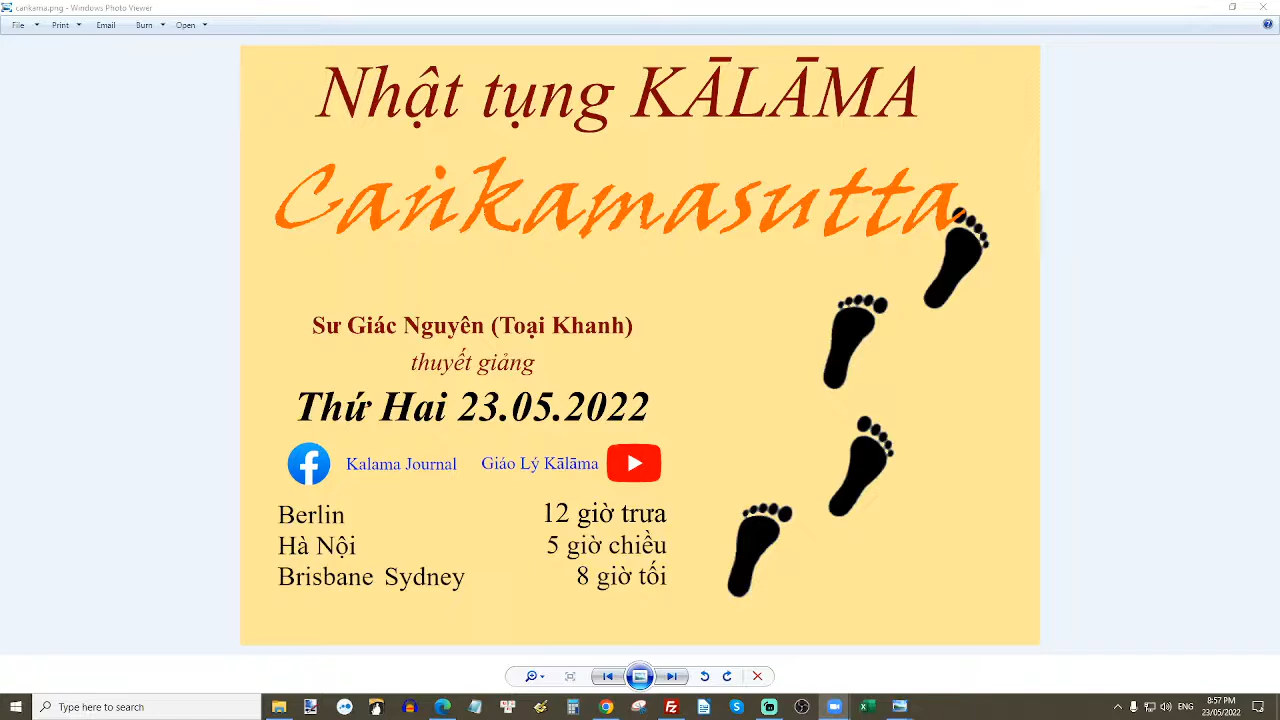 cankama.png - Windows Photo Viewer
File Print Email Burn Open
Nhật tụng KĀLĀMA
Caṅkamasutta
Sư Giác Nguyên (Toại Khanh)
thuyết giảng
Thứ Hai 23.05.2022
Kalama Journal Giáo Lý Kālāma
Berlin 12 giờ trưa
Hà Nội 5 giờ chiều
Brisbane Sydney 8 giờ tối
Type here to search
ENG
8:57 PM
23/05/2022